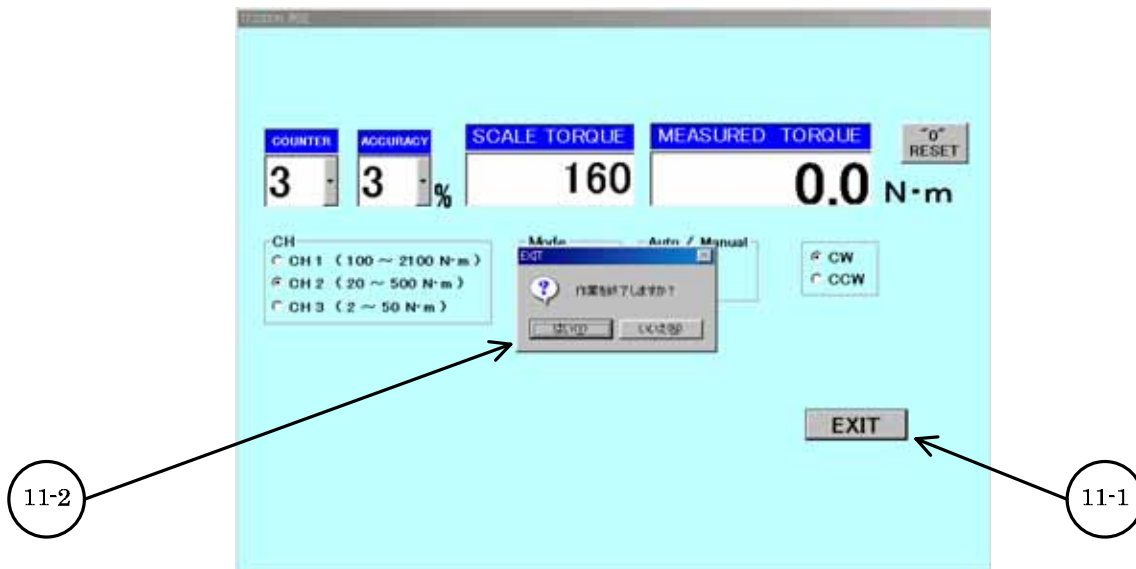 COUNTER
ACCURACY
SCALE TORQUE
MEASURED TORQUE
"0"
RESET
3
3
%
160
0.0
N·m
CH
CH 1 ( 100 ～ 2100 N·m )
CH 2 ( 20 ～ 500 N·m )
CH 3 ( 2 ～ 50 N·m )
Mode
Auto / Manual
CW
CCW
EXIT
作業を終了しますか？
はい(Y)
いいえ(N)
EXIT
11-2
11-1